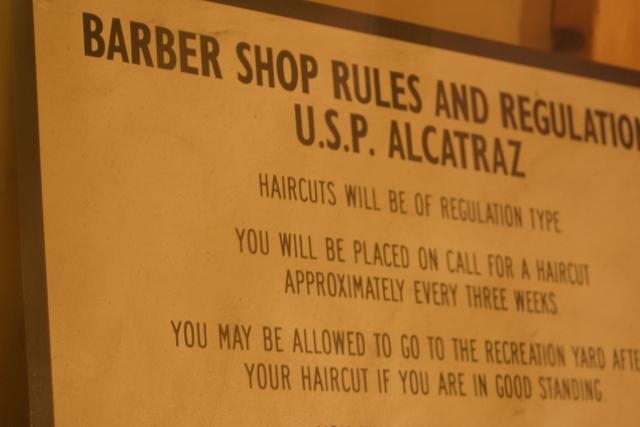 BARBER SHOP RULES AND REGULATION
U.S.P. ALCATRAZ
HAIRCUTS WILL BE OF REGULATION TYPE.
YOU WILL BE PLACED ON CALL FOR A HAIRCUT
APPROXIMATELY EVERY THREE WEEKS.
YOU MAY BE ALLOWED TO GO TO THE RECREATION YARD AFTE
YOUR HAIRCUT IF YOU ARE IN GOOD STANDING.